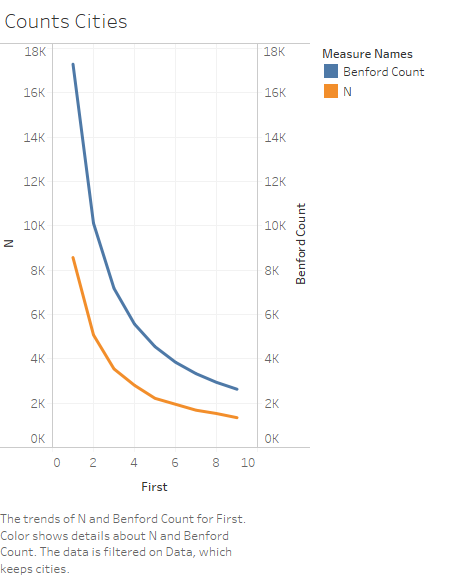 Counts Cities
18K
16K
14K
12K
10K
8K
6K
4K
2K
0K
N
18K
16K
14K
12K
10K
8K
6K
4K
2K
0K
Benford Count
0 2 4 6 8 10
First
Measure Names
Benford Count
N
The trends of N and Benford Count for First.
Color shows details about N and Benford
Count. The data is filtered on Data, which
keeps cities.